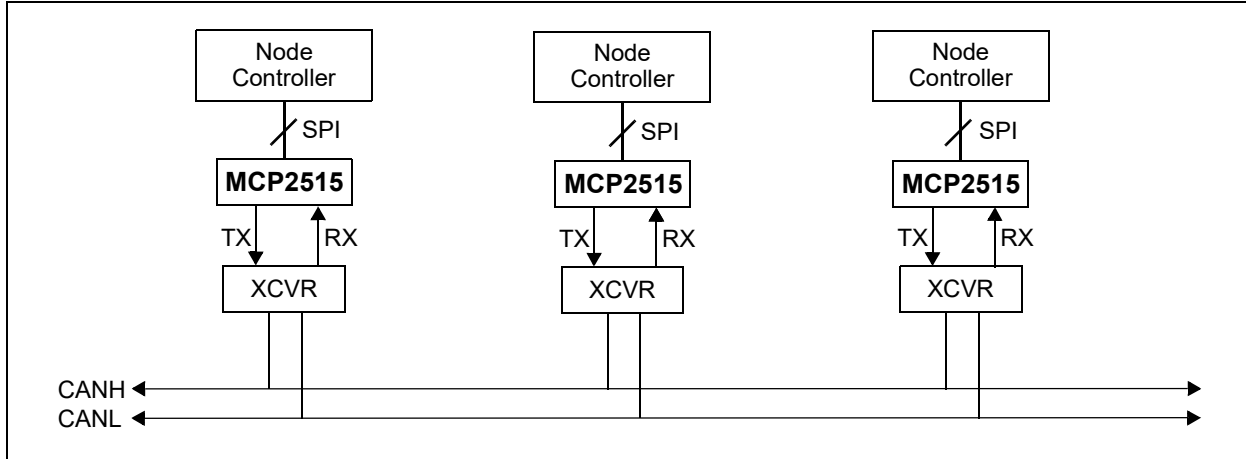 Node
Controller
Node
Controller
Node
Controller
SPI
SPI
SPI
MCP2515
MCP2515
MCP2515
TX
RX
TX
RX
TX
RX
XCVR
XCVR
XCVR
CANH
CANL